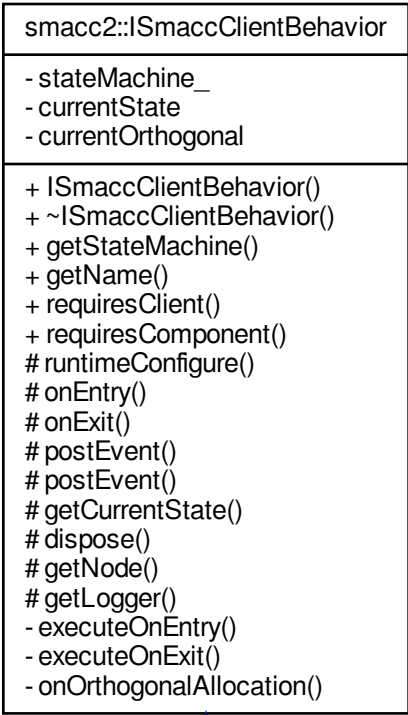 smacc2::ISmaccClientBehavior
- stateMachine_
- currentState
- currentOrthogonal
+ ISmaccClientBehavior()
+ ~ISmaccClientBehavior()
+ getStateMachine()
+ getName()
+ requiresClient()
+ requiresComponent()
# runtimeConfigure()
# onEntry()
# onExit()
# postEvent()
# postEvent()
# getCurrentState()
# dispose()
# getNode()
# getLogger()
- executeOnEntry()
- executeOnExit()
- onOrthogonalAllocation()